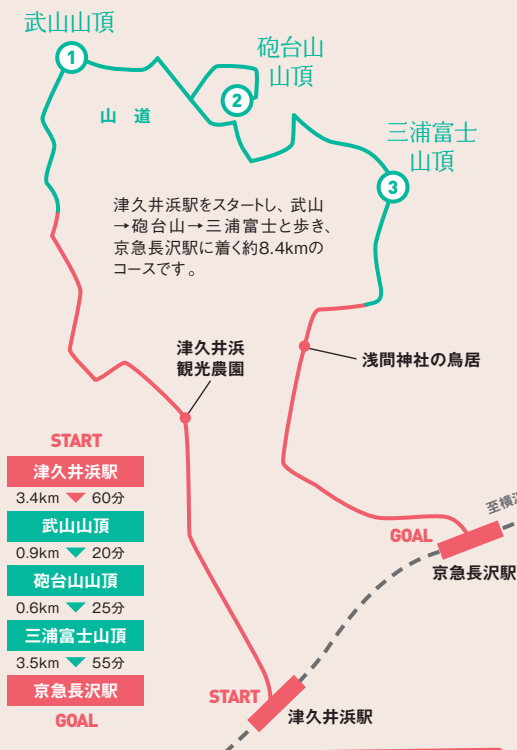 武山山頂
1
砲台山
山頂
2
山 道
三浦富士
山頂
3
津久井浜駅をスタートし、武山
→砲台山→三浦富士と歩き、
京急長沢駅に着く約8.4kmの
コースです。
津久井浜
観光農園
浅間神社の鳥居
START
津久井浜駅
3.4km 60分
武山山頂
0.9km 20分
砲台山山頂
0.6km 25分
三浦富士山頂
3.5km 55分
京急長沢駅
GOAL
至横浜
GOAL
京急長沢駅
START
津久井浜駅